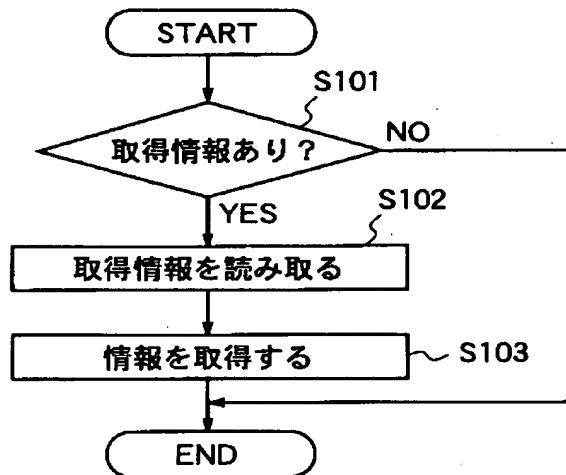 START
S101
取得情報あり？
NO
YES
S102
取得情報を読み取る
情報を取得する
S103
END